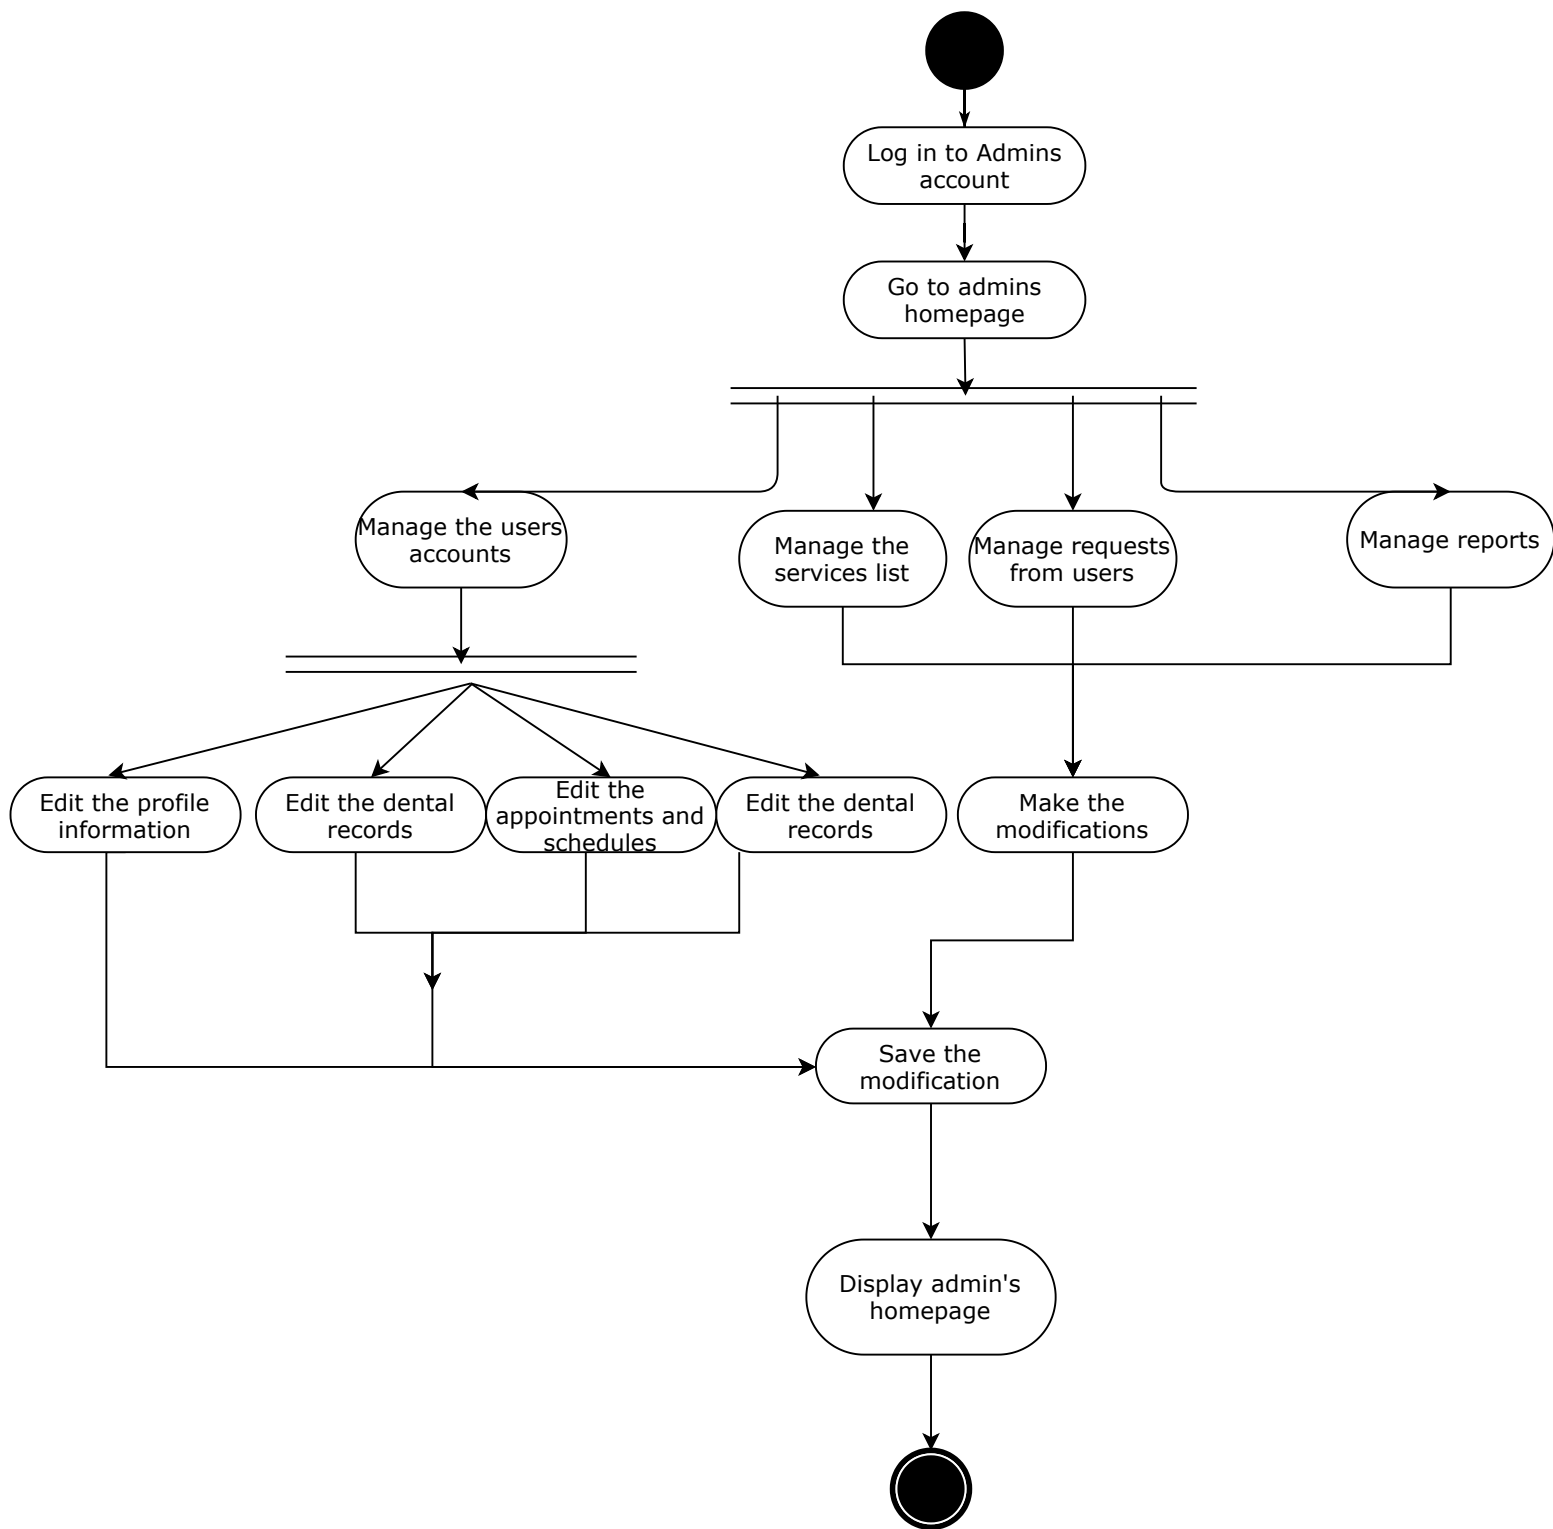 Log in to Admins
account
Go to admins
homepage
Manage the users
accounts
Manage the
services list
Manage requests
from users
Manage reports
Edit the profile
information
Edit the dental
records
Edit the
appointments and
schedules
Edit the dental
records
Make the
modifications
Save the
modification
Display admin's
homepage